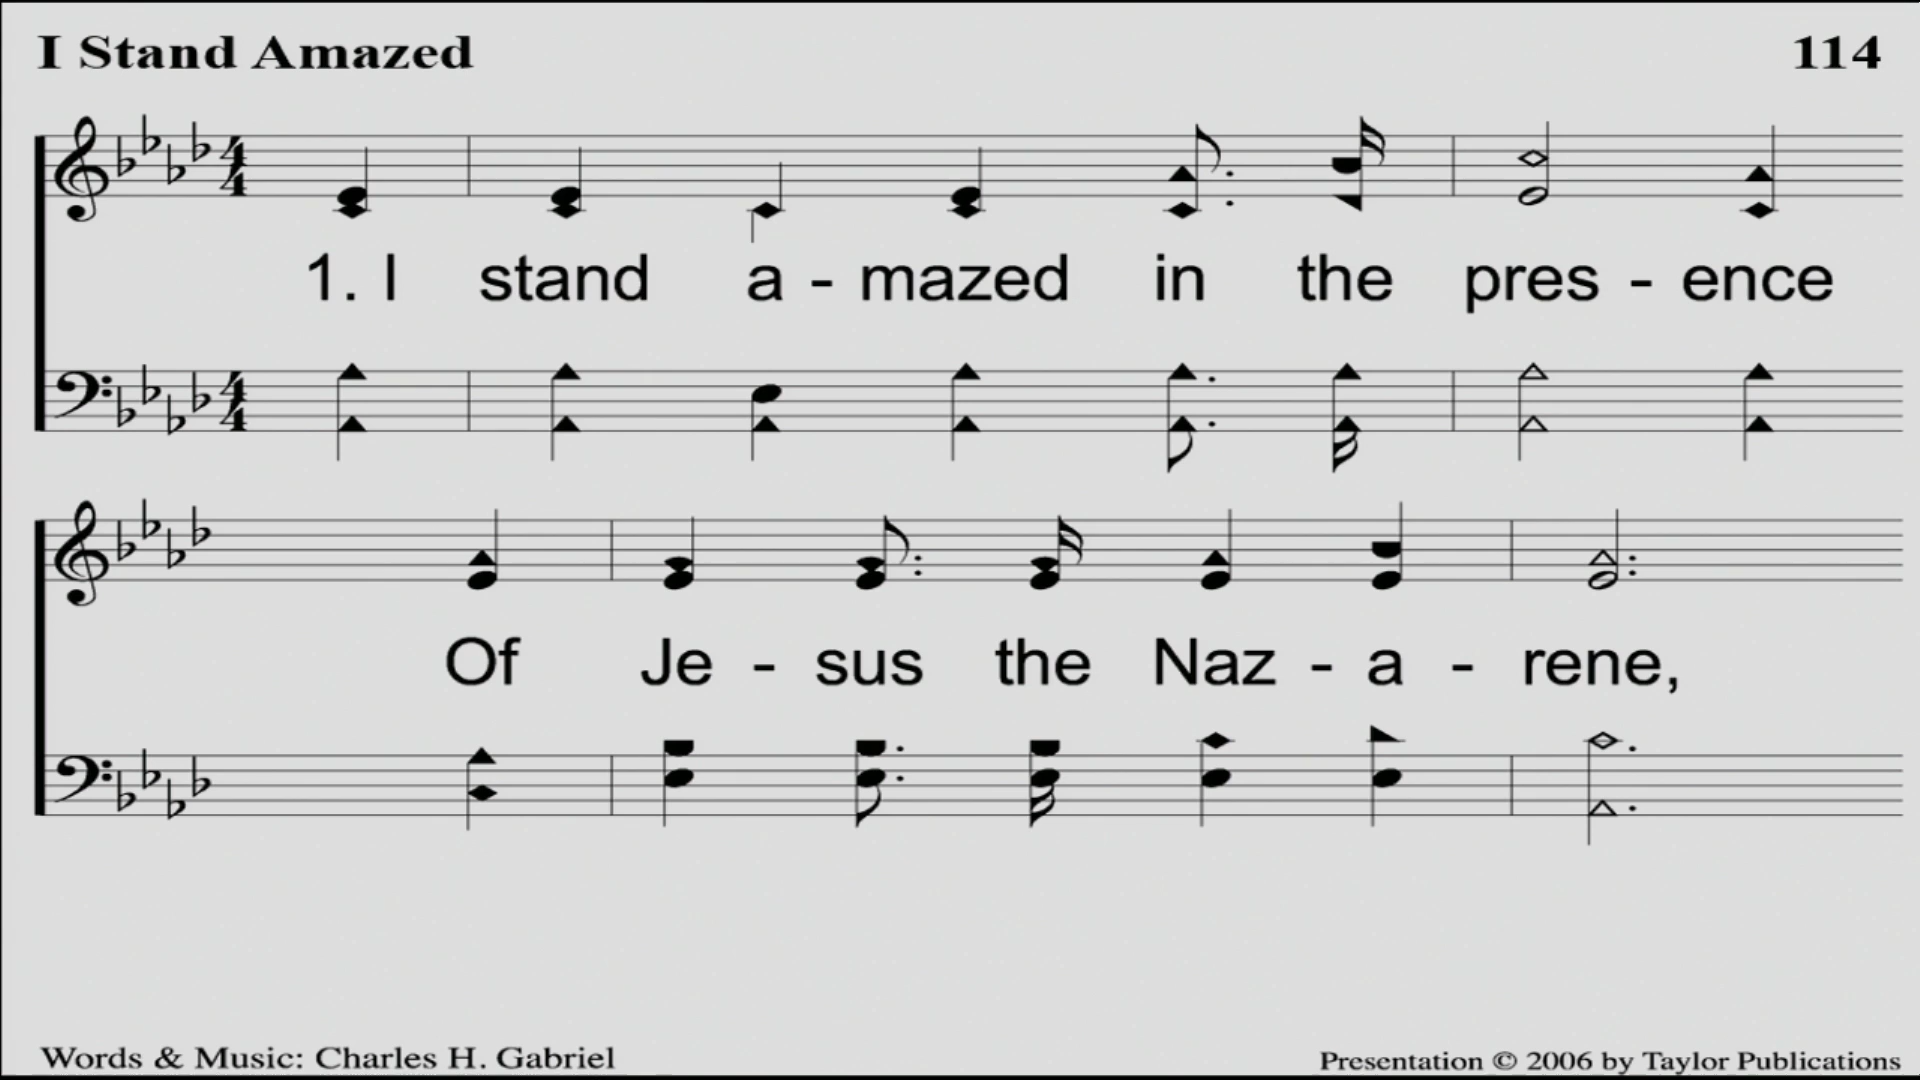 I Stand Amazed 114
1. I stand a - mazed in the pres - ence
Of Je - sus the Naz - a - rene,
Words & Music: Charles H. Gabriel Presentation © 2006 by Taylor Publications